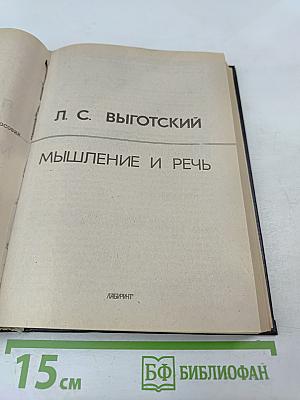 Л. С. ВЫГОТСКИЙ
МЫШЛЕНИЕ И РЕЧЬ
ЛАБИРИНТ
15 см
БФ БИБЛИОФАН